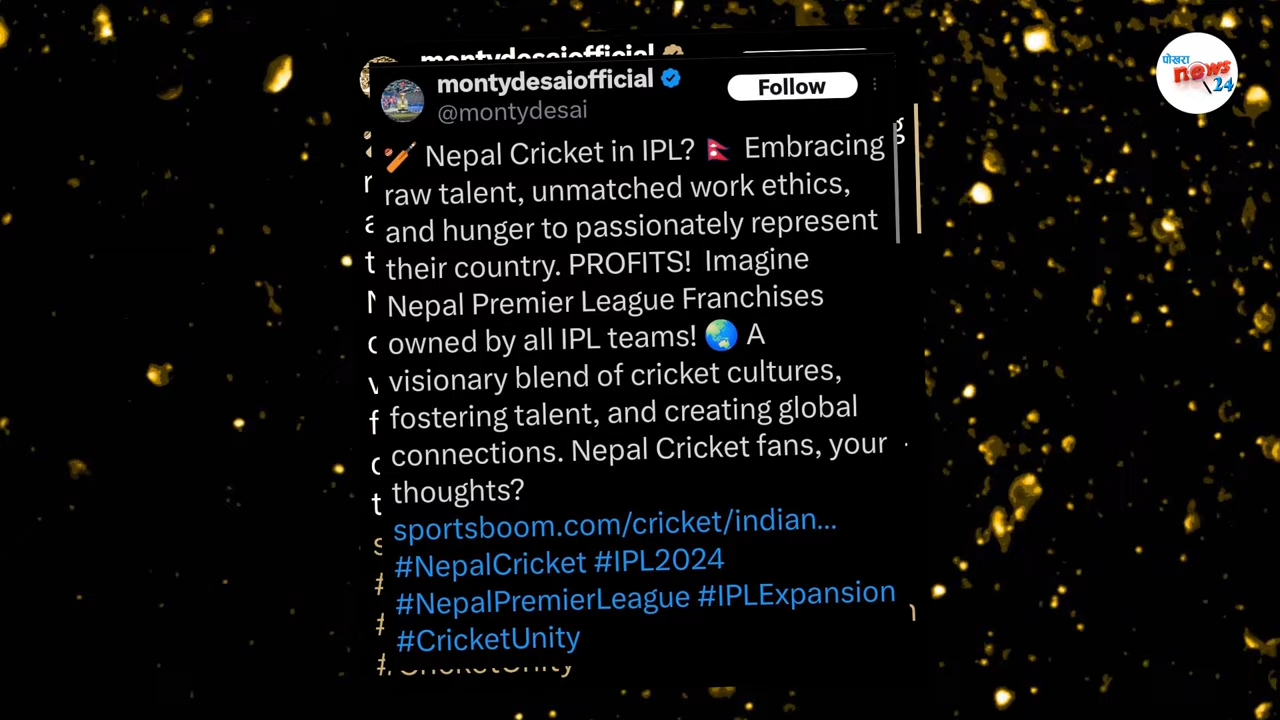 montydesaiofficial
montydesaiofficial
@montydesai
Follow
पोखरा
news
24
🏏 Nepal Cricket in IPL? 🇳🇵 Embracing
raw talent, unmatched work ethics,
and hunger to passionately represent
their country. PROFITS! Imagine
Nepal Premier League Franchises
owned by all IPL teams! 🌏 A
visionary blend of cricket cultures,
fostering talent, and creating global
connections. Nepal Cricket fans, your
thoughts?
sportsboom.com/cricket/indian...
#NepalCricket #IPL2024
#NepalPremierLeague #IPLExpansion
#CricketUnity